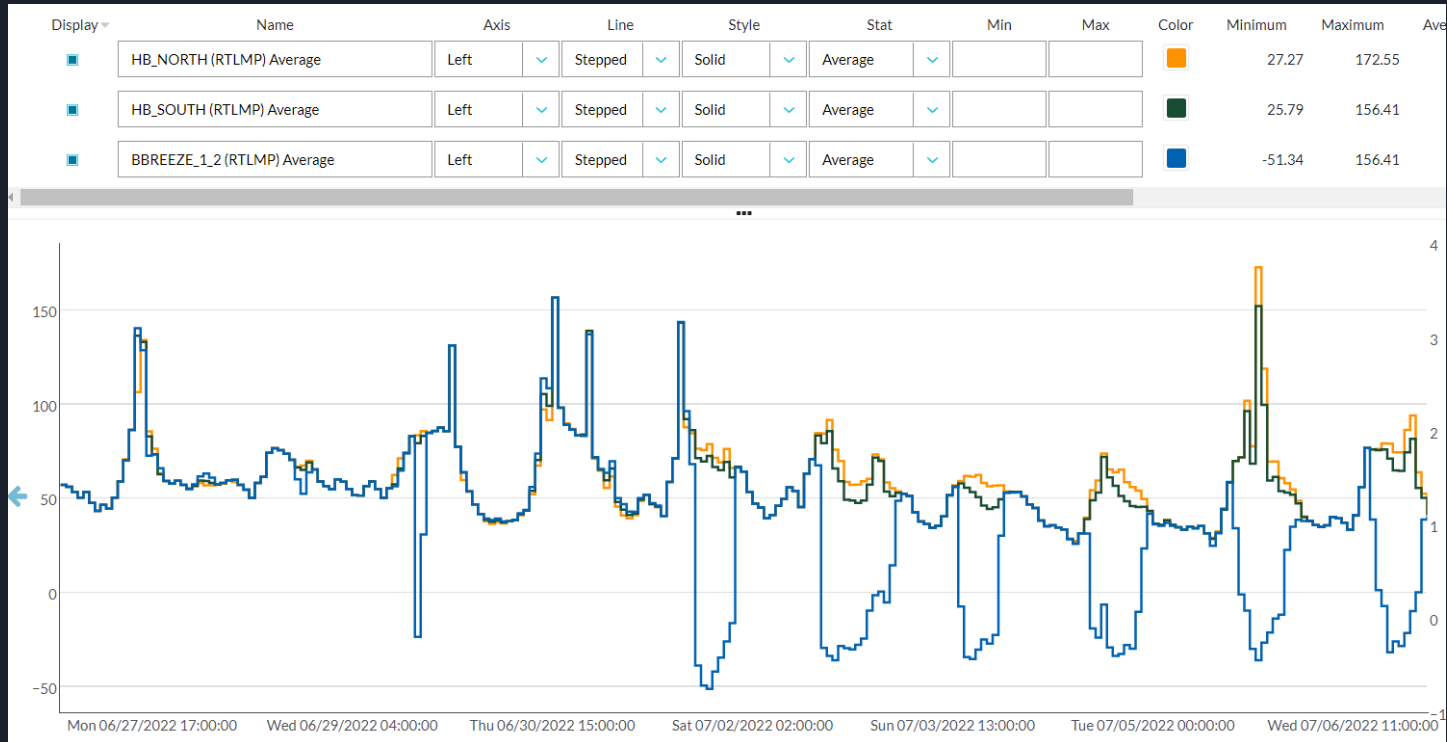 Display Name Axis Line Style Stat Min Max Color Minimum Maximum Ave
HB_NORTH (RTLMP) Average Left Stepped Solid Average 27.27 172.55
HB_SOUTH (RTLMP) Average Left Stepped Solid Average 25.79 156.41
BBREEZE_1_2 (RTLMP) Average Left Stepped Solid Average -51.34 156.41
4
150
3
100
2
50
1
0
0
−50
−1
Mon 06/27/2022 17:00:00 Wed 06/29/2022 04:00:00 Thu 06/30/2022 15:00:00 Sat 07/02/2022 02:00:00 Sun 07/03/2022 13:00:00 Tue 07/05/2022 00:00:00 Wed 07/06/2022 11:00:00